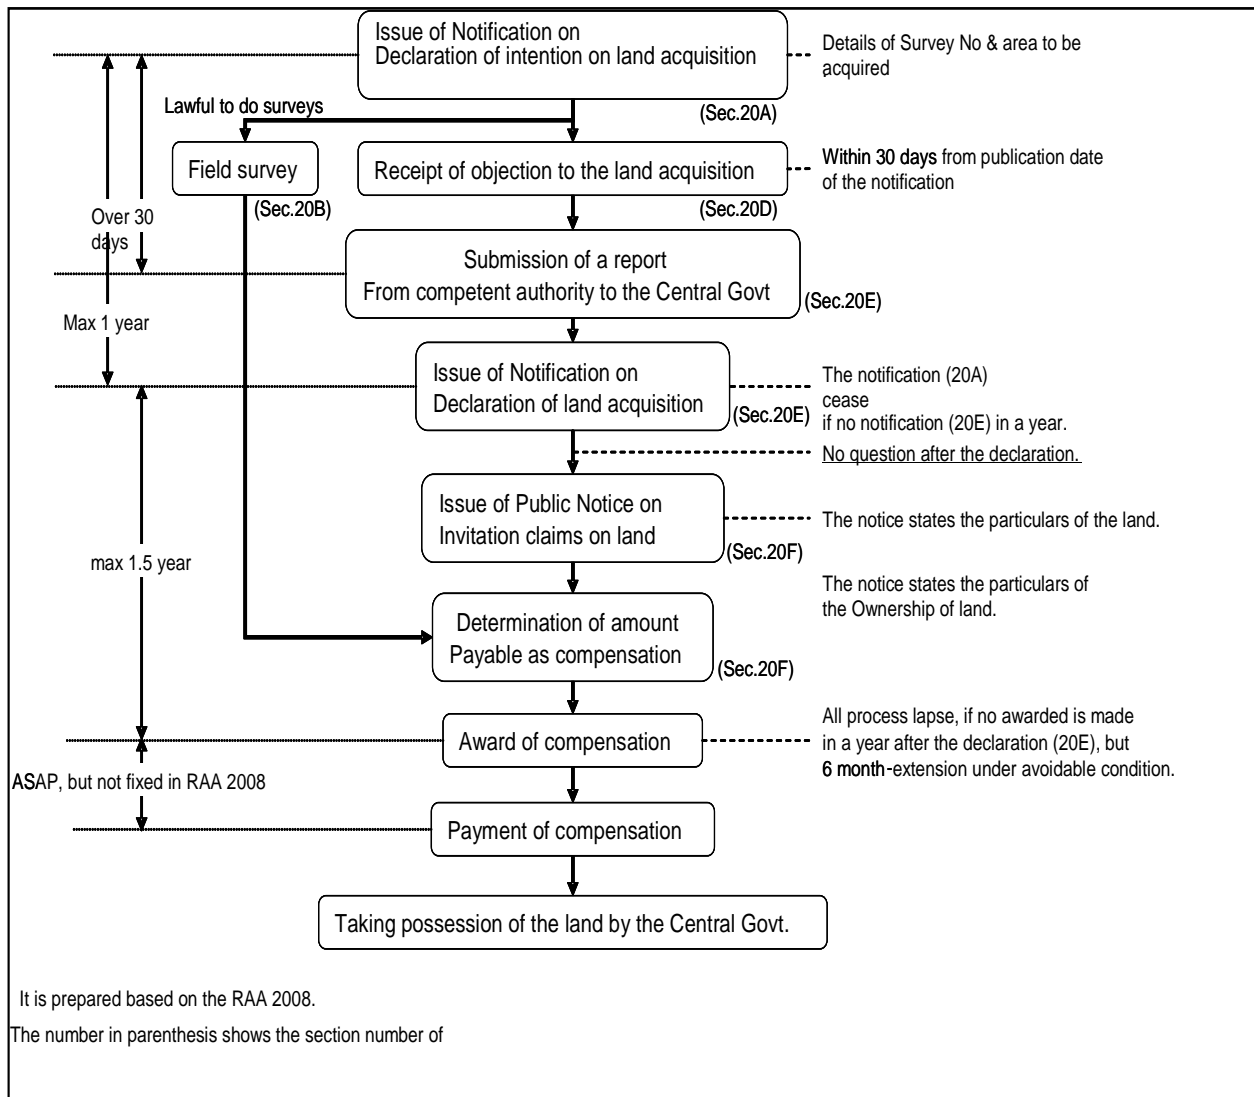 Issue of Notification on
Declaration of intention on land acquisition
Details of Survey No & area to be
acquired
Lawful to do surveys
(Sec.20A)
Field survey
Receipt of objection to the land acquisition
Within 30 days from publication date
of the notification
(Sec.20B)
(Sec.20D)
Over 30
days
Submission of a report
From competent authority to the Central Govt
(Sec.20E)
Max 1 year
Issue of Notification on
Declaration of land acquisition
(Sec.20E)
The notification (20A)
cease
if no notification (20E) in a year.
No question after the declaration.
Issue of Public Notice on
Invitation claims on land
(Sec.20F)
The notice states the particulars of the land.
max 1.5 year
The notice states the particulars of
the Ownership of land.
Determination of amount
Payable as compensation
(Sec.20F)
Award of compensation
All process lapse, if no awarded is made
in a year after the declaration (20E), but
6 month-extension under avoidable condition.
ASAP, but not fixed in RAA 2008
Payment of compensation
Taking possession of the land by the Central Govt.
It is prepared based on the RAA 2008.
The number in parenthesis shows the section number of